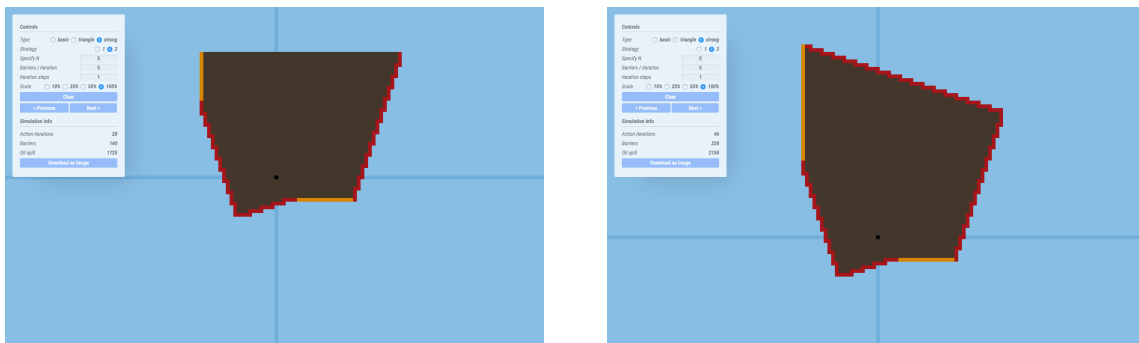 Controls
Type basic triangle strong
Strategy 1 2
Specify N 5
Barriers / iteration 5
Iteration steps 1
Scale 10% 25% 50% 100%
Clear
< Previous Next >
Simulation info
Action iterations 28
Barriers 140
Oil spill 1725
Download as image
Controls
Type basic triangle strong
Strategy 1 2
Specify N 5
Barriers / iteration 5
Iteration steps 1
Scale 10% 25% 50% 100%
Clear
< Previous Next >
Simulation info
Action iterations 46
Barriers 228
Oil spill 2150
Download as image